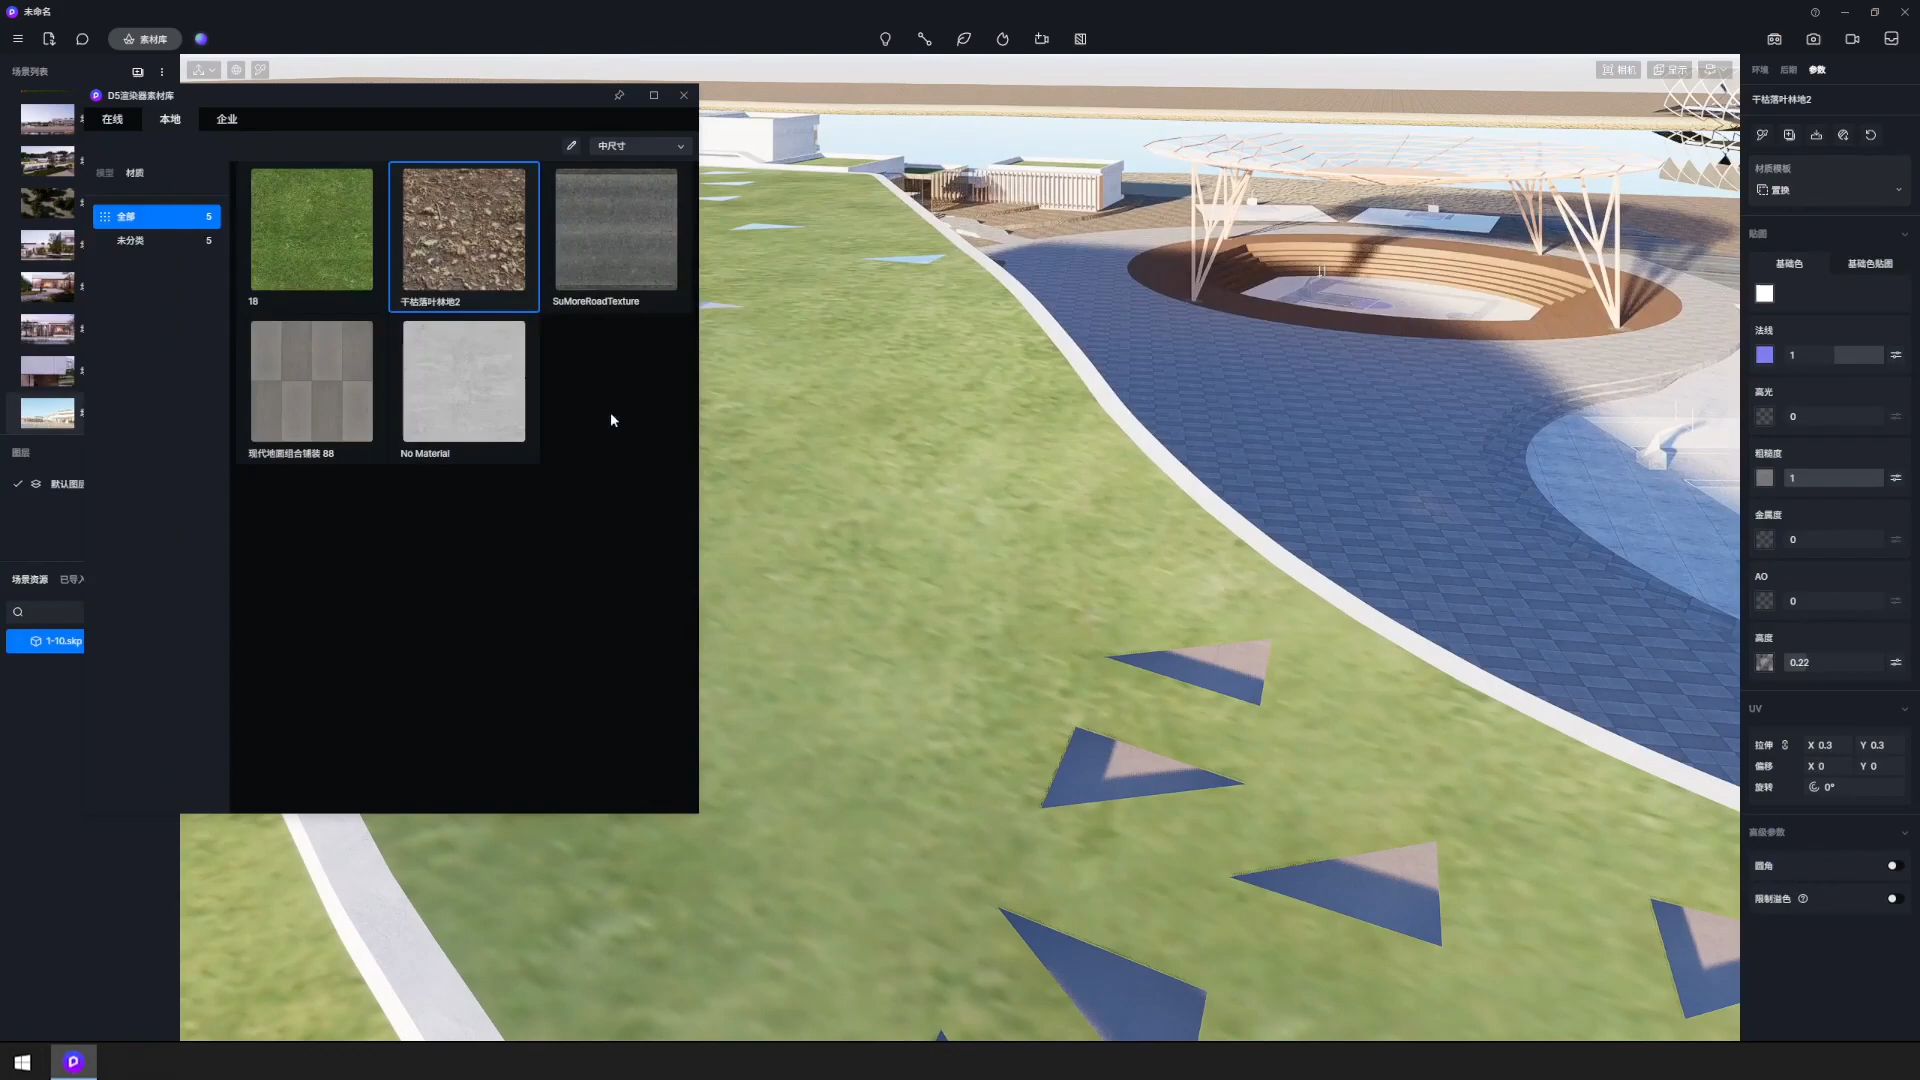 未命名
素材库
场景列表
D5渲染器素材库
在线 本地 企业
中尺寸
模型 材质
全部 5
未分类 5
18
干枯落叶林地2
SuMoreRoadTexture
现代地面组合铺装 88
No Material
图层
默认图层
场景资源 已导入
1-10.skp
相机
显示
环境 后期 参数
干枯落叶林地2
材质模板
置换
贴图
基础色 基础色贴图
法线
1
高光
0
粗糙度
1
金属度
0
AO
0
高度
0.22
UV
拉伸 X 0.3 Y 0.3
偏移 X 0 Y 0
旋转 0°
高级参数
圆角
限制溢色